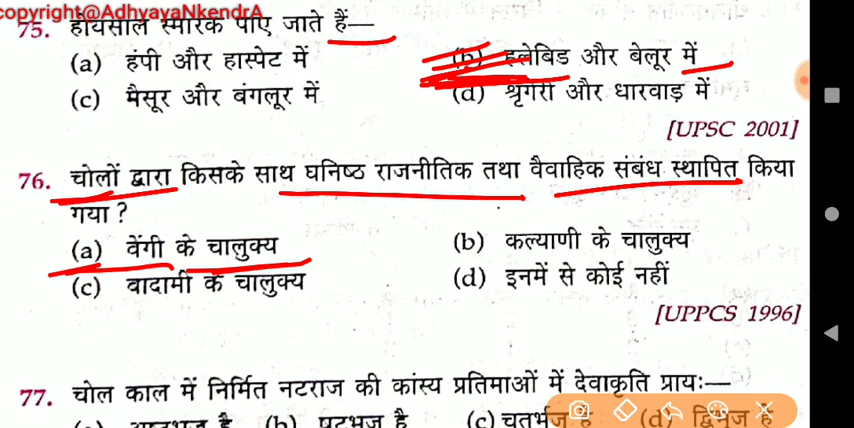 copyright@AdhyayaNkendrA
75. होयसाल स्मारक पाए जाते हैं—
(a) हंपी और हास्पेट में (b) हलेबिड और बेलूर में
(c) मैसूर और बंगलूर में (d) श्रृंगेरी और धारवाड़ में
[UPSC 2001]
76. चोलों द्वारा किसके साथ घनिष्ठ राजनीतिक तथा वैवाहिक संबंध स्थापित किया
गया ?
(a) वेंगी के चालुक्य (b) कल्याणी के चालुक्य
(c) बादामी के चालुक्य (d) इनमें से कोई नहीं
[UPPCS 1996]
77. चोल काल में निर्मित नटराज की कांस्य प्रतिमाओं में देवाकृति प्रायः—
(b) षटभुज है (c) चतर्भुज है (d) द्विभुज है